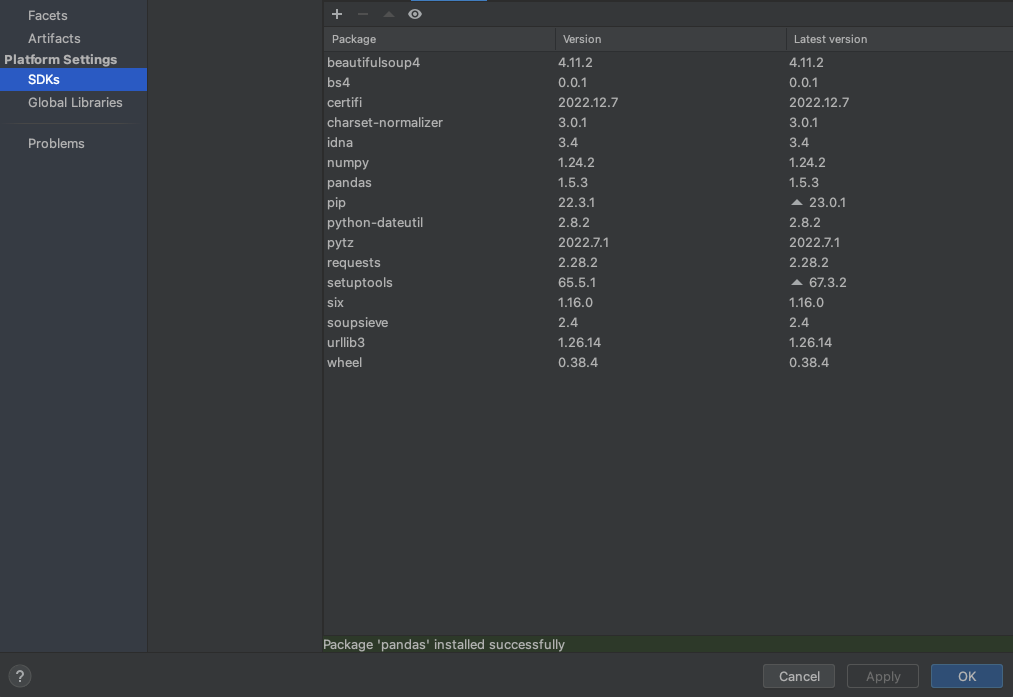 Facets
Artifacts
Platform Settings
SDKs
Global Libraries
Problems
Package Version Latest version
beautifulsoup4 4.11.2 4.11.2
bs4 0.0.1 0.0.1
certifi 2022.12.7 2022.12.7
charset-normalizer 3.0.1 3.0.1
idna 3.4 3.4
numpy 1.24.2 1.24.2
pandas 1.5.3 1.5.3
pip 22.3.1 23.0.1
python-dateutil 2.8.2 2.8.2
pytz 2022.7.1 2022.7.1
requests 2.28.2 2.28.2
setuptools 65.5.1 67.3.2
six 1.16.0 1.16.0
soupsieve 2.4 2.4
urllib3 1.26.14 1.26.14
wheel 0.38.4 0.38.4
Package 'pandas' installed successfully
? Cancel Apply OK